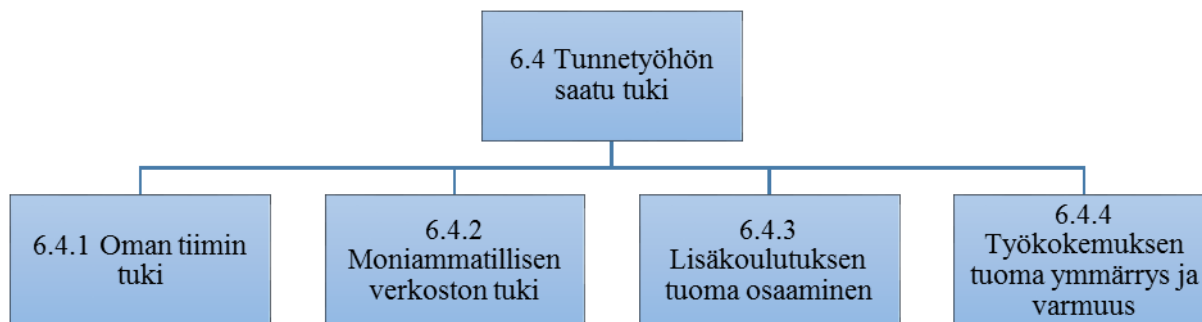 6.4 Tunnetyöhön
saatu tuki
6.4.1 Oman tiimin
tuki
6.4.2
Moniammatillisen
verkoston tuki
6.4.3
Lisäkoulutuksen
tuoma osaaminen
6.4.4
Työkokemuksen
tuoma ymmärrys ja
varmuus